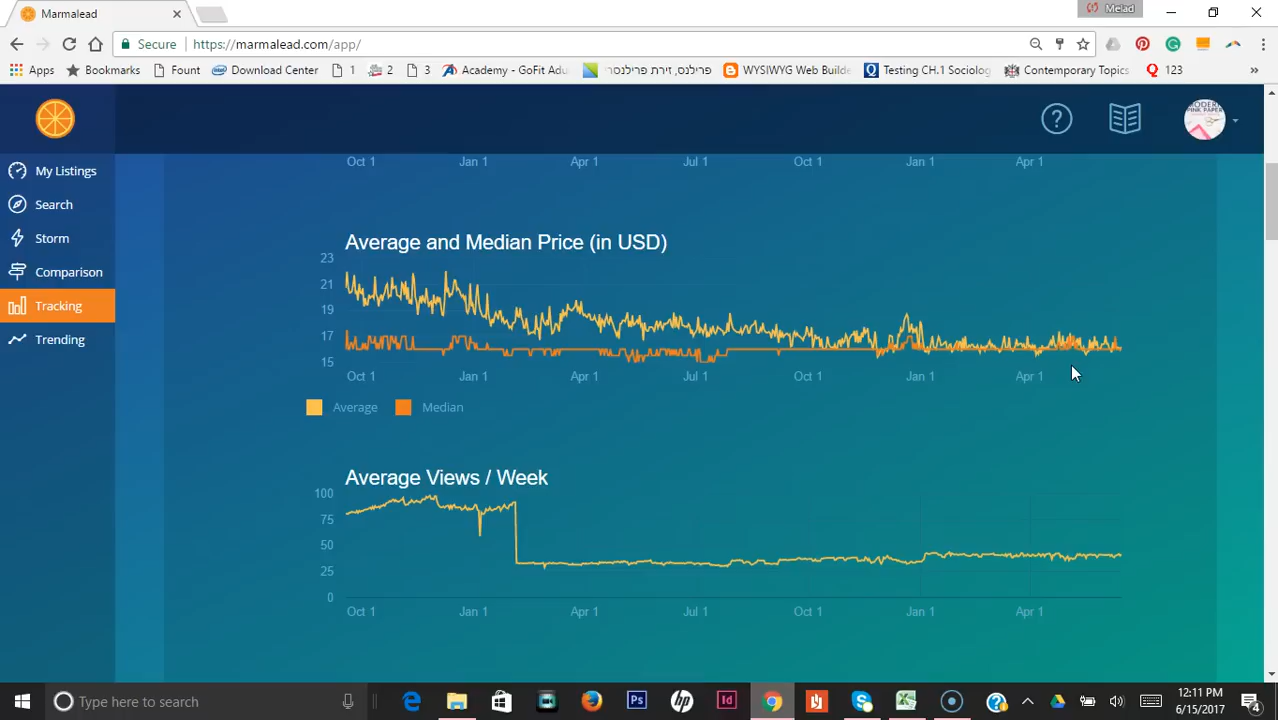 Marmalead
Melad
Secure https://marmalead.com/app/
Apps Bookmarks Fount Download Center 1 2 3 Academy - GoFit Adu פרילנס, זירת פרילנסרי WYSIWYG Web Builde Testing CH.1 Sociolog Contemporary Topics 123 »
MODERN
PINK PAPER
My Listings
Search
Storm
Comparison
Tracking
Trending
Oct 1 Jan 1 Apr 1 Jul 1 Oct 1 Jan 1 Apr 1
Average and Median Price (in USD)
23
21
19
17
15
Oct 1 Jan 1 Apr 1 Jul 1 Oct 1 Jan 1 Apr 1
Average Median
Average Views / Week
100
75
50
25
0
Oct 1 Jan 1 Apr 1 Jul 1 Oct 1 Jan 1 Apr 1
Type here to search
12:11 PM
6/15/2017
4